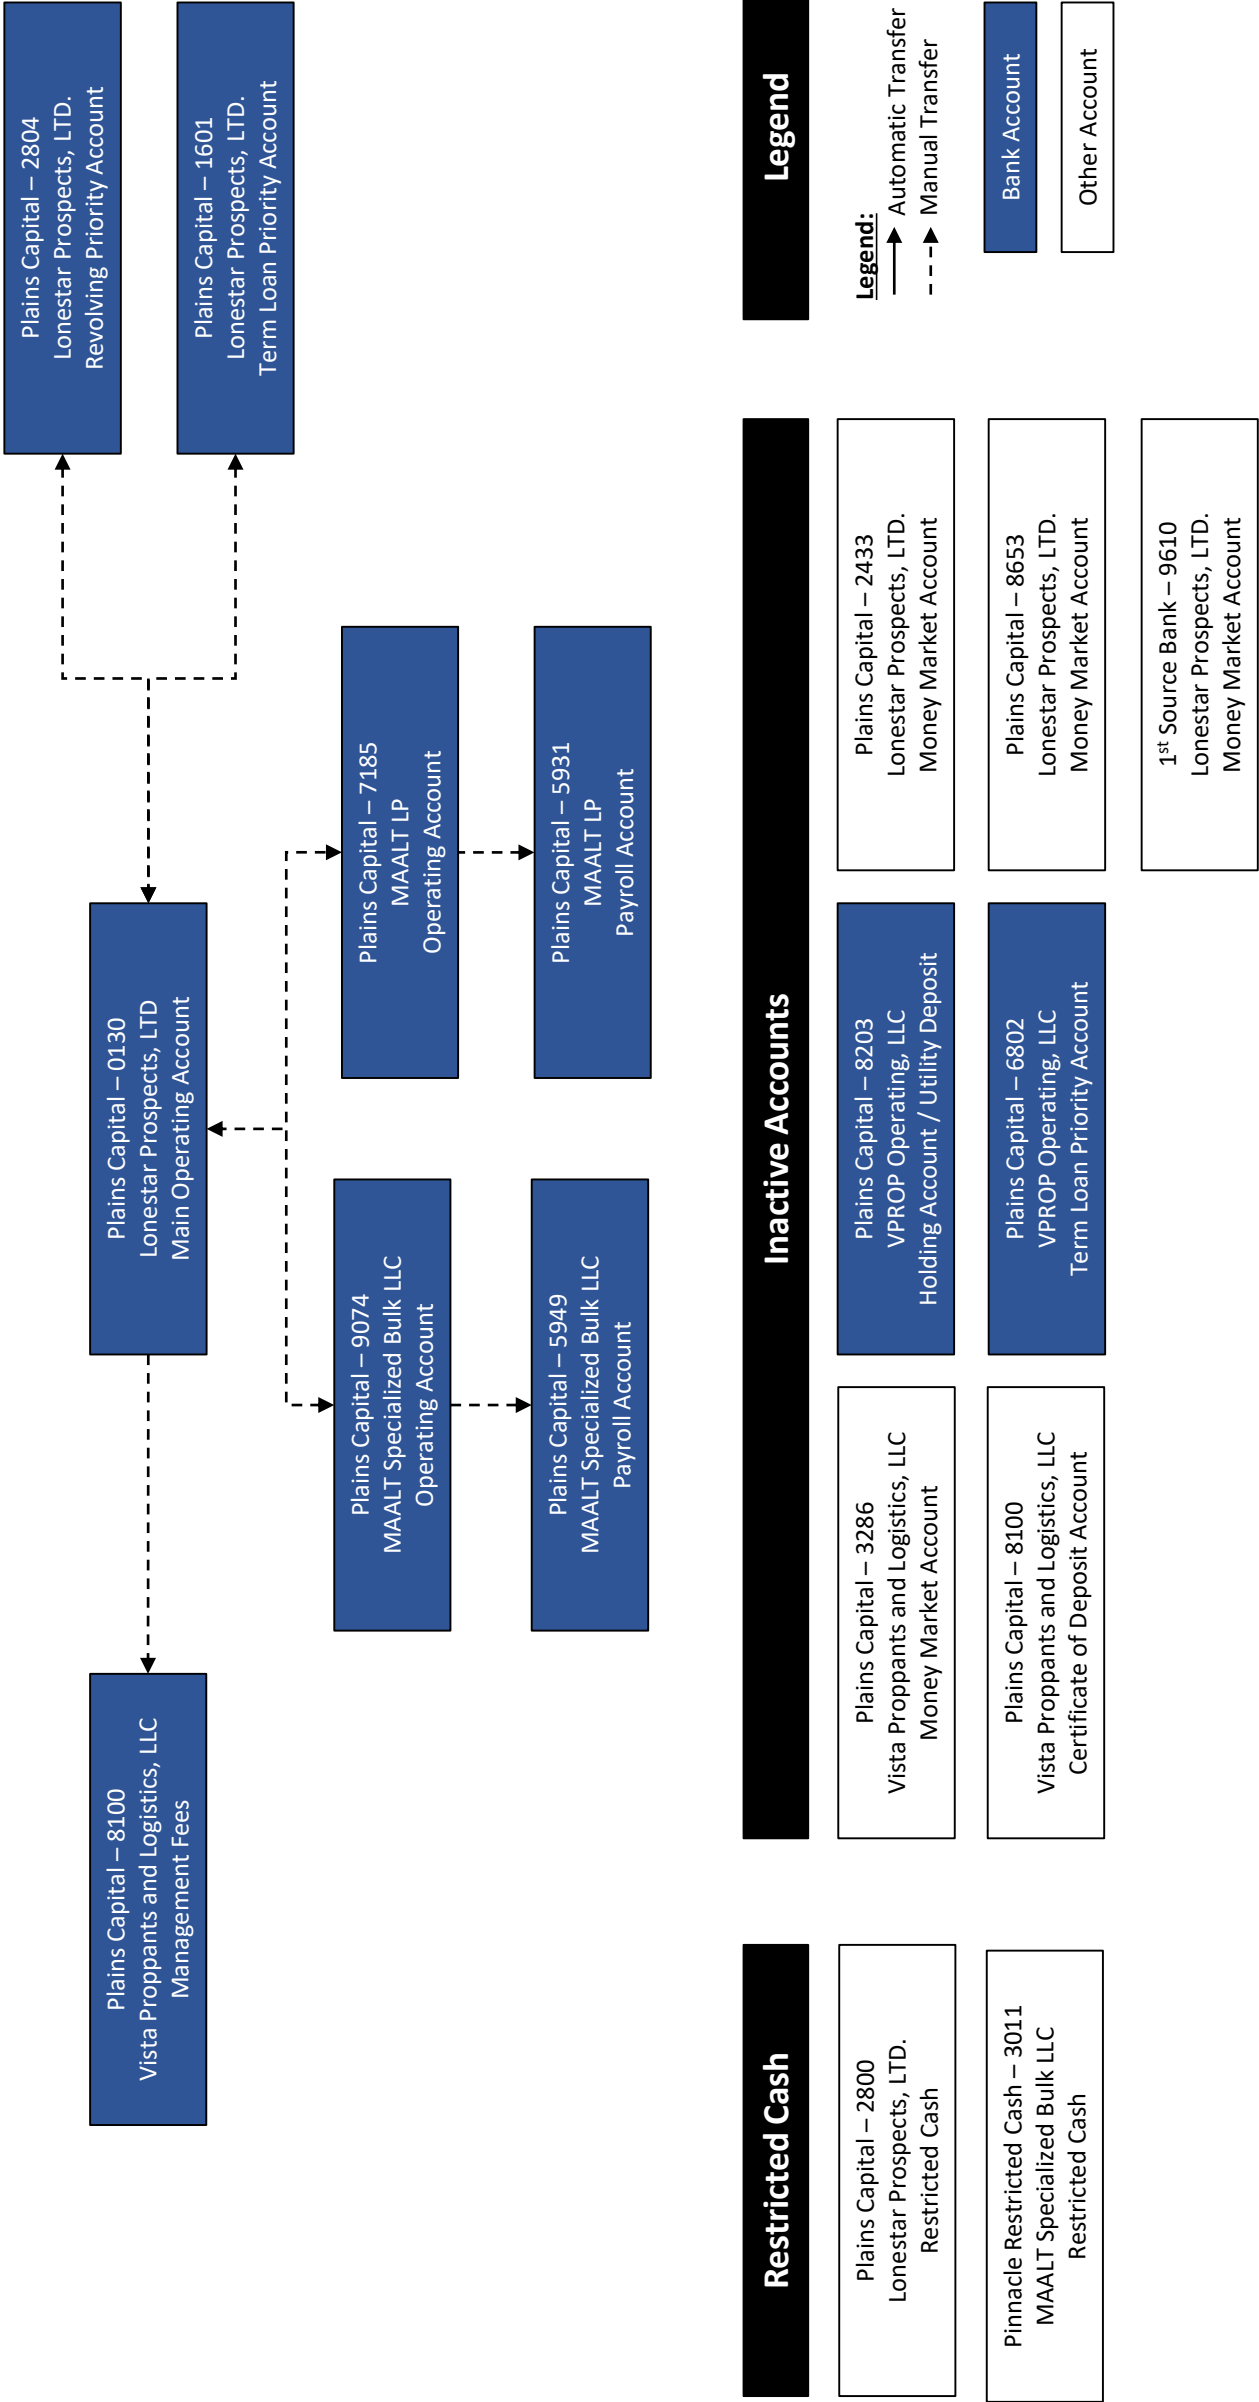 Plains Capital – 8100
Vista Proppants and Logistics, LLC
Management Fees
Plains Capital – 0130
Lonestar Prospects, LTD
Main Operating Account
Plains Capital – 2804
Lonestar Prospects, LTD.
Revolving Priority Account
Plains Capital – 1601
Lonestar Prospects, LTD.
Term Loan Priority Account
Plains Capital – 9074
MAALT Specialized Bulk LLC
Operating Account
Plains Capital – 7185
MAALT LP
Operating Account
Plains Capital – 5949
MAALT Specialized Bulk LLC
Payroll Account
Plains Capital – 5931
MAALT LP
Payroll Account
Restricted Cash
Plains Capital – 2800
Lonestar Prospects, LTD.
Restricted Cash
Pinnacle Restricted Cash – 3011
MAALT Specialized Bulk LLC
Restricted Cash
Inactive Accounts
Plains Capital – 3286
Vista Proppants and Logistics, LLC
Money Market Account
Plains Capital – 8203
VPROP Operating, LLC
Holding Account / Utility Deposit
Plains Capital – 2433
Lonestar Prospects, LTD.
Money Market Account
Plains Capital – 8100
Vista Proppants and Logistics, LLC
Certificate of Deposit Account
Plains Capital – 6802
VPROP Operating, LLC
Term Loan Priority Account
Plains Capital – 8653
Lonestar Prospects, LTD.
Money Market Account
1st Source Bank – 9610
Lonestar Prospects, LTD.
Money Market Account
Legend
Legend:
Automatic Transfer
Manual Transfer
Bank Account
Other Account